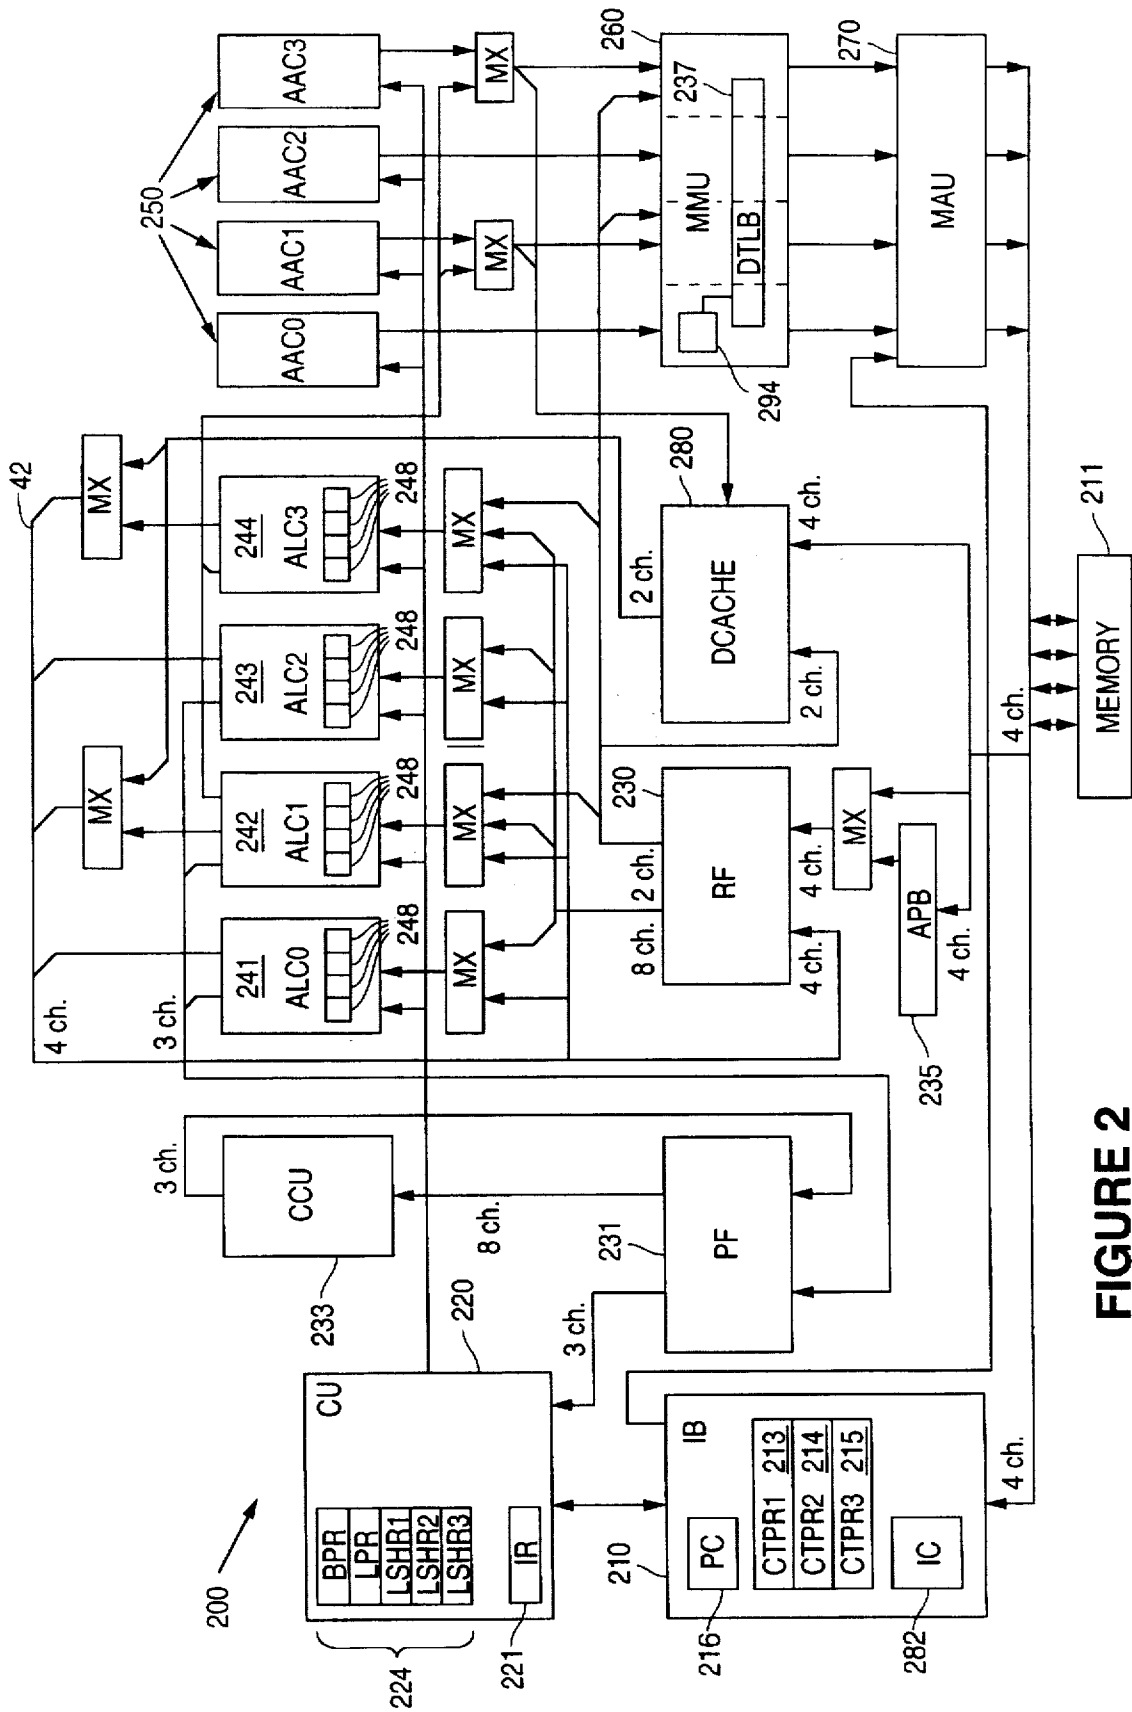 200
CU
220
BPR
LPR
LSHR1
LSHR2
LSHR3
224
IR
221
3 ch.
CCU
233
8 ch.
4 ch.
42
3 ch.
241
ALC0
248
242
ALC1
248
243
ALC2
248
244
ALC3
248
MX
MX
MX
MX
MX
MX
250
AAC0
AAC1
AAC2
AAC3
MX
MX
210
IB
PC
216
CTPR1 213
CTPR2 214
CTPR3 215
IC
282
4 ch.
3 ch.
231
PF
8 ch.
2 ch.
230
RF
4 ch.
4 ch.
MX
APB
235
4 ch.
2 ch.
280
DCACHE
2 ch.
4 ch.
260
MMU
DTLB
237
294
270
MAU
4 ch.
MEMORY
211
FIGURE 2